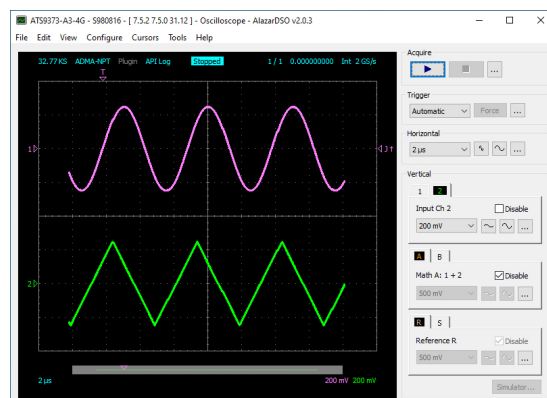 ATS9373-A3-4G - S980816 - [ 7.5.2 7.5.0 31.12 ] - Oscilloscope - AlazarDSO v2.0.3
File Edit View Configure Cursors Tools Help
32.77 KS ADMA-NPT Plugin API Log Stopped 1 / 1 0.000000000 Int 2 GS/s
T
1
J
2
2 µs 200 mV 200 mV
Acquire
...
Trigger
Automatic Force ...
Horizontal
2 µs ...
Vertical
1 2
Input Ch 2 Disable
200 mV ...
A B
Math A: 1 + 2 Disable
500 mV ...
R S
Reference R Disable
500 mV ...
Simulator...